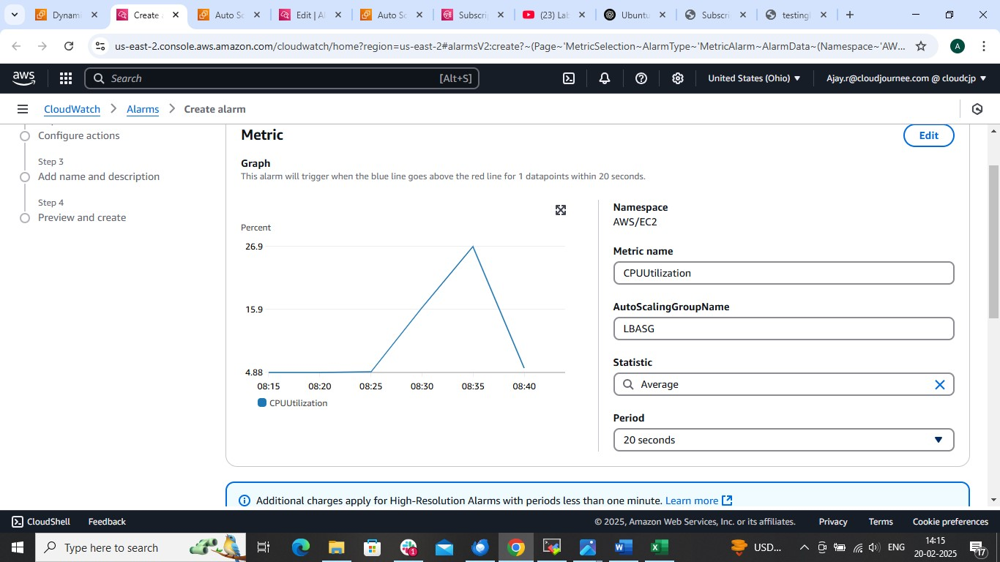 Dynam
Create
Auto Sc
Edit | Al
Auto Sc
Subscri
(23) Lab
Ubuntu
Subscri
testingl
us-east-2.console.aws.amazon.com/cloudwatch/home?region=us-east-2#alarmsV2:create?~(Page~'MetricSelection~AlarmType~'MetricAlarm~AlarmData~(Namespace~'AW...
A
aws
Search
[Alt+S]
United States (Ohio)
Ajay.r@cloudjournee.com @ cloudcjp
CloudWatch
Alarms
Create alarm
Configure actions
Step 3
Add name and description
Step 4
Preview and create
Metric
Edit
Graph
This alarm will trigger when the blue line goes above the red line for 1 datapoints within 20 seconds.
Percent
26.9
15.9
4.88
08:15 08:20 08:25 08:30 08:35 08:40
CPUUtilization
Namespace
AWS/EC2
Metric name
CPUUtilization
AutoScalingGroupName
LBASG
Statistic
Average
Period
20 seconds
Additional charges apply for High-Resolution Alarms with periods less than one minute. Learn more
CloudShell
Feedback
© 2025, Amazon Web Services, Inc. or its affiliates.
Privacy
Terms
Cookie preferences
Type here to search
1
USD...
ENG
14:15
20-02-2025
17